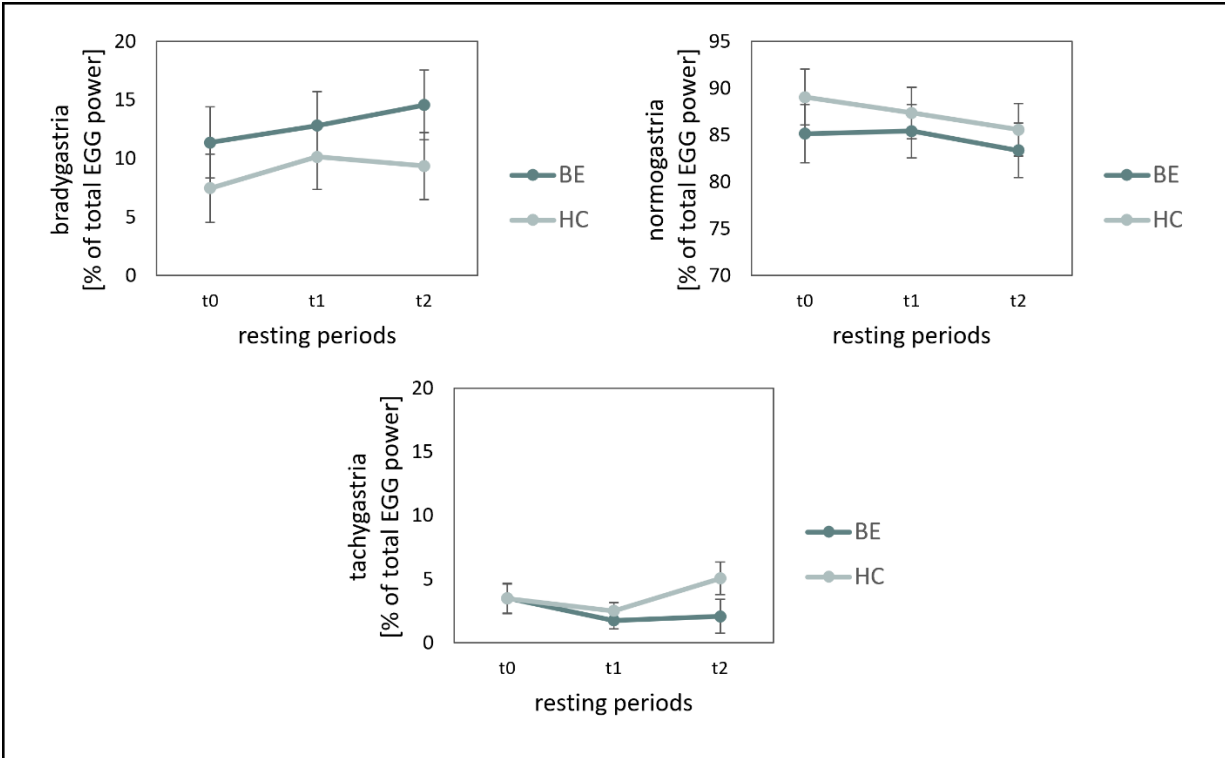 bradygastria
[% of total EGG power]
20
15
10
5
0
t0 t1 t2
resting periods
BE
HC
normogastria
[% of total EGG power]
95
90
85
80
75
70
t0 t1 t2
resting periods
BE
HC
tachygastria
[% of total EGG power]
20
15
10
5
0
t0 t1 t2
resting periods
BE
HC